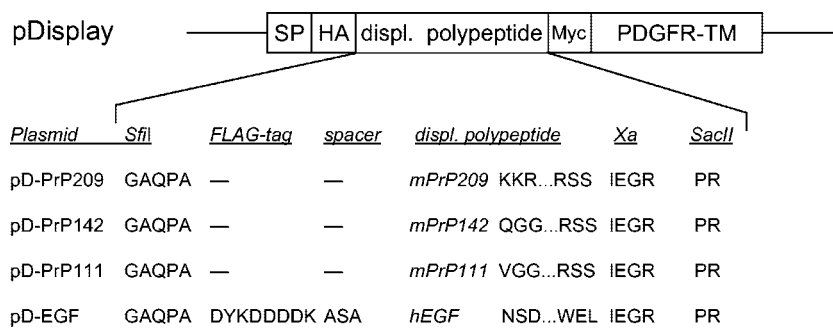 pDisplay SP HA displ. polypeptide Myc PDGFR-TM
Plasmid SfiI FLAG-tag spacer displ. polypeptide Xa SacII
pD-PrP209 GAQPA — — mPrP209 KKR...RSS IEGR PR
pD-PrP142 GAQPA — — mPrP142 QGG...RSS IEGR PR
pD-PrP111 GAQPA — — mPrP111 VGG...RSS IEGR PR
pD-EGF GAQPA DYKDDDDK ASA hEGF NSD...WEL IEGR PR